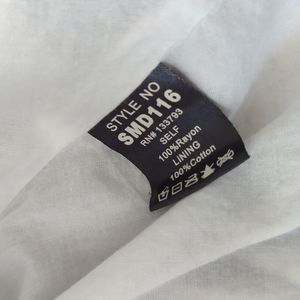 STYLE NO
SMD116
RN# 133793
SELF
100%Rayon
LINING
100%Cotton